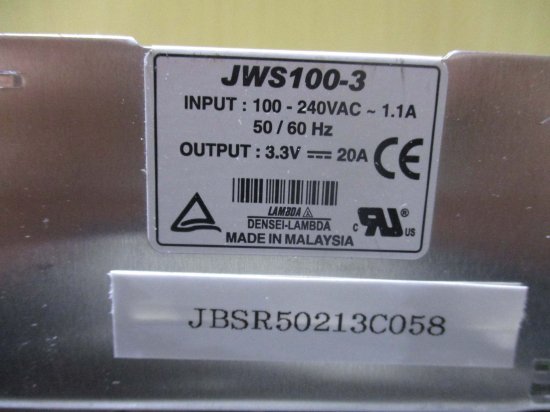 JWS100-3
INPUT : 100 - 240VAC ~ 1.1A
50 / 60 Hz
OUTPUT : 3.3V ⎓ 20A
CE
LAMBDA
DENSEI-LAMBDA
MADE IN MALAYSIA
c RU ® US
JBSR50213C058